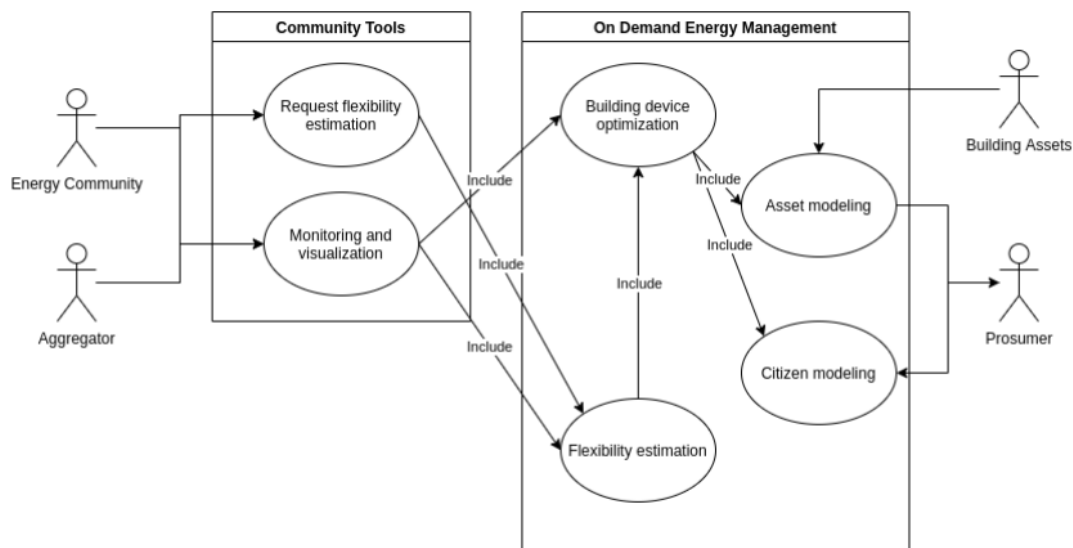 Community Tools
On Demand Energy Management
Request flexibility
estimation
Building device
optimization
Building Assets
Energy Community
Include
Include
Asset modeling
Monitoring and
visualization
Include
Include
Include
Aggregator
Include
Prosumer
Citizen modeling
Flexibility estimation